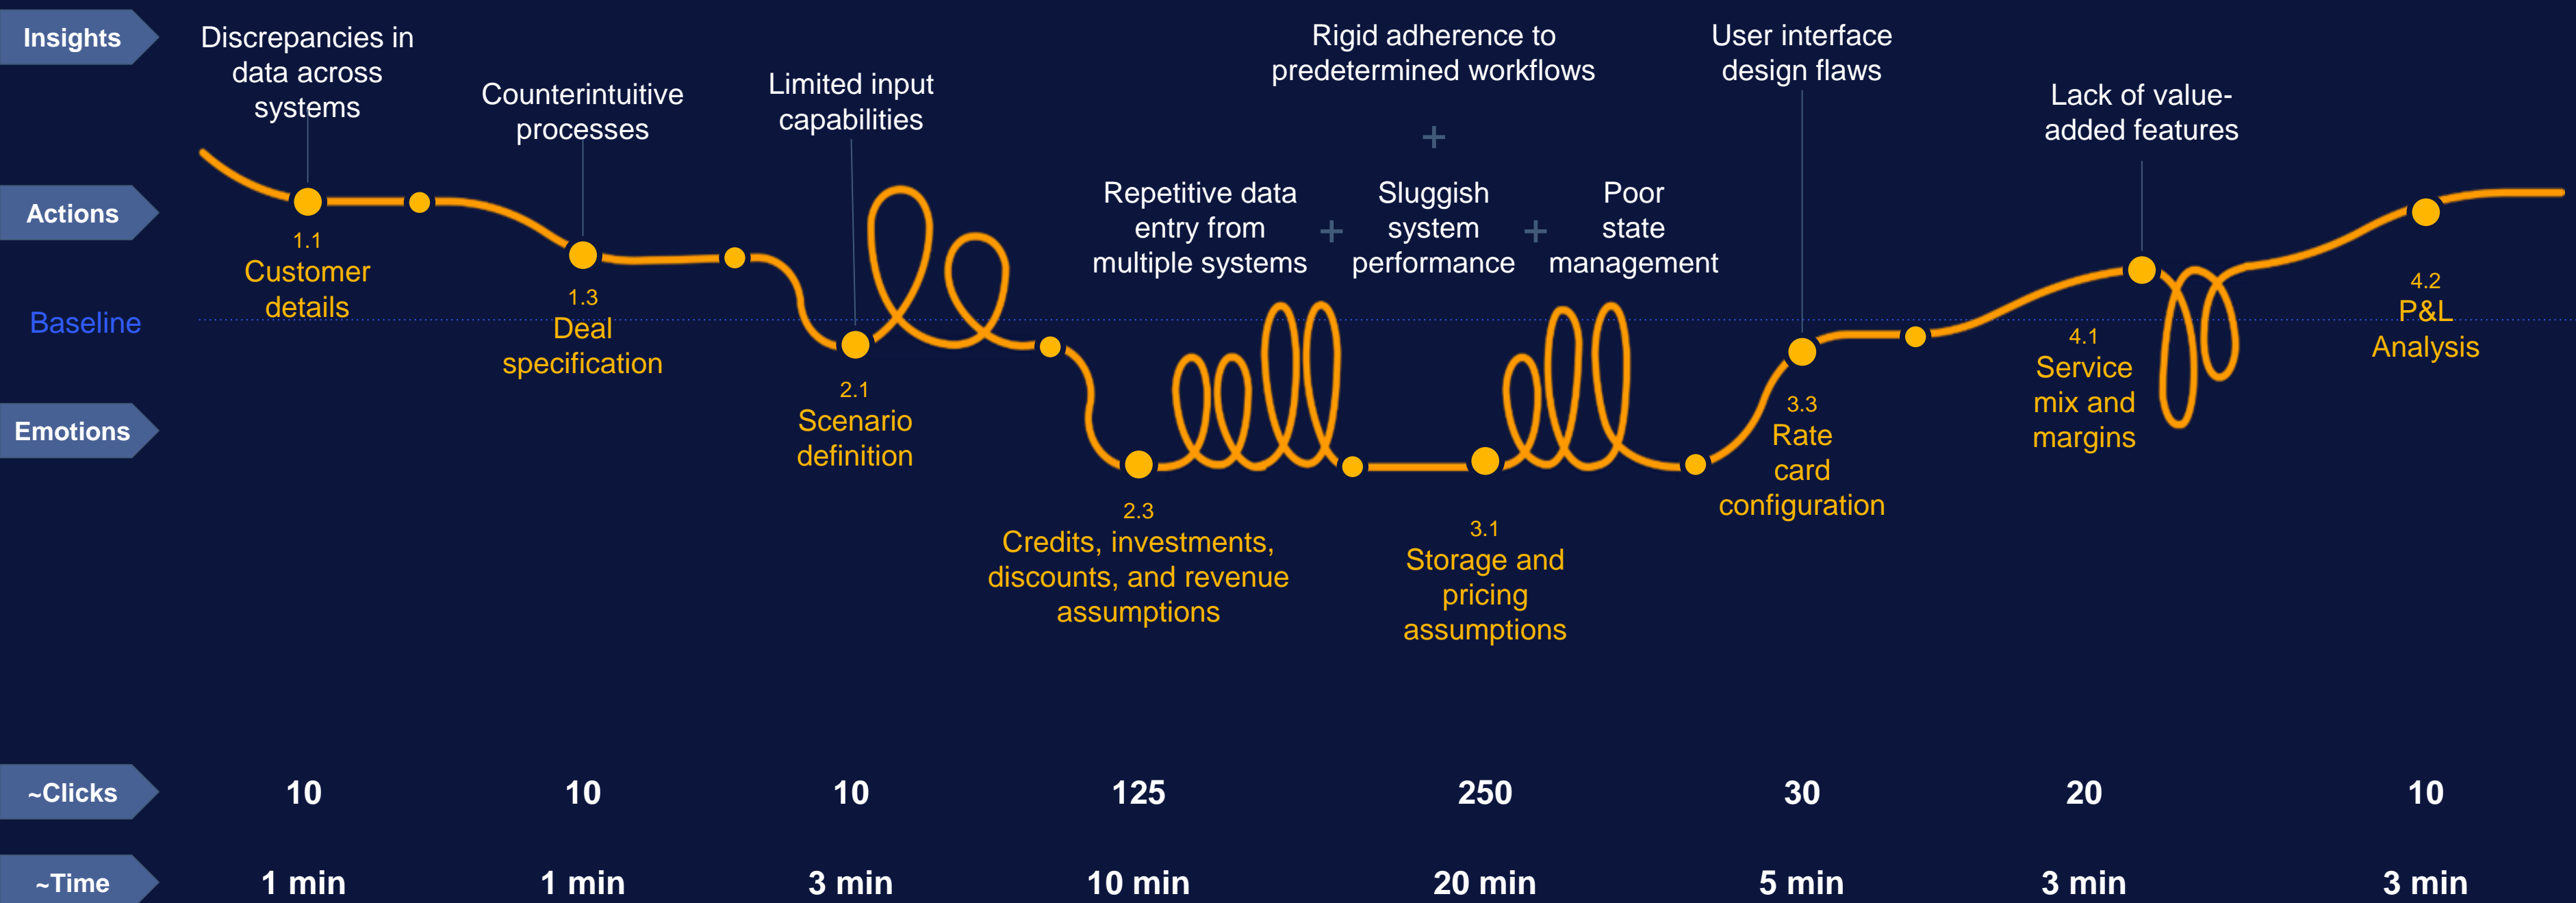 Insights
Discrepancies in
data across
systems
Counterintuitive
processes
Limited input
capabilities
Rigid adherence to
predetermined workflows
+
Repetitive data
entry from
multiple systems
+
Sluggish
system
performance
+
Poor
state
management
User interface
design flaws
Lack of value-
added features
Actions
1.1
Customer
details
1.3
Deal
specification
2.1
Scenario
definition
2.3
Credits, investments,
discounts, and revenue
assumptions
3.1
Storage and
pricing
assumptions
3.3
Rate
card
configuration
4.1
Service
mix and
margins
4.2
P&L
Analysis
Baseline
Emotions
~Clicks
10
10
10
125
250
30
20
10
~Time
1 min
1 min
3 min
10 min
20 min
5 min
3 min
3 min